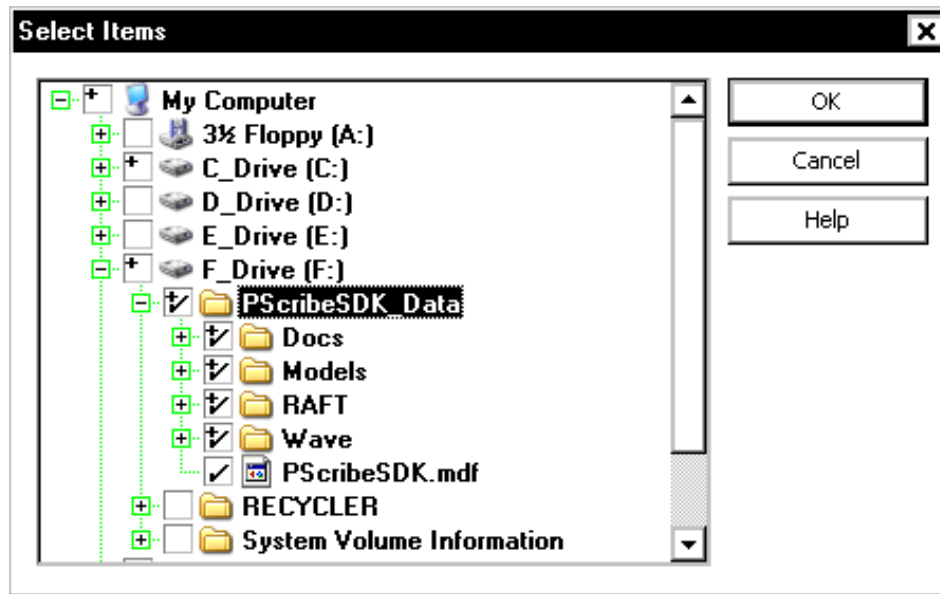 Select Items
My Computer
3½ Floppy (A:)
C_Drive (C:)
D_Drive (D:)
E_Drive (E:)
F_Drive (F:)
PScribeSDK_Data
Docs
Models
RAFT
Wave
PScribeSDK.mdf
RECYCLER
System Volume Information
OK
Cancel
Help